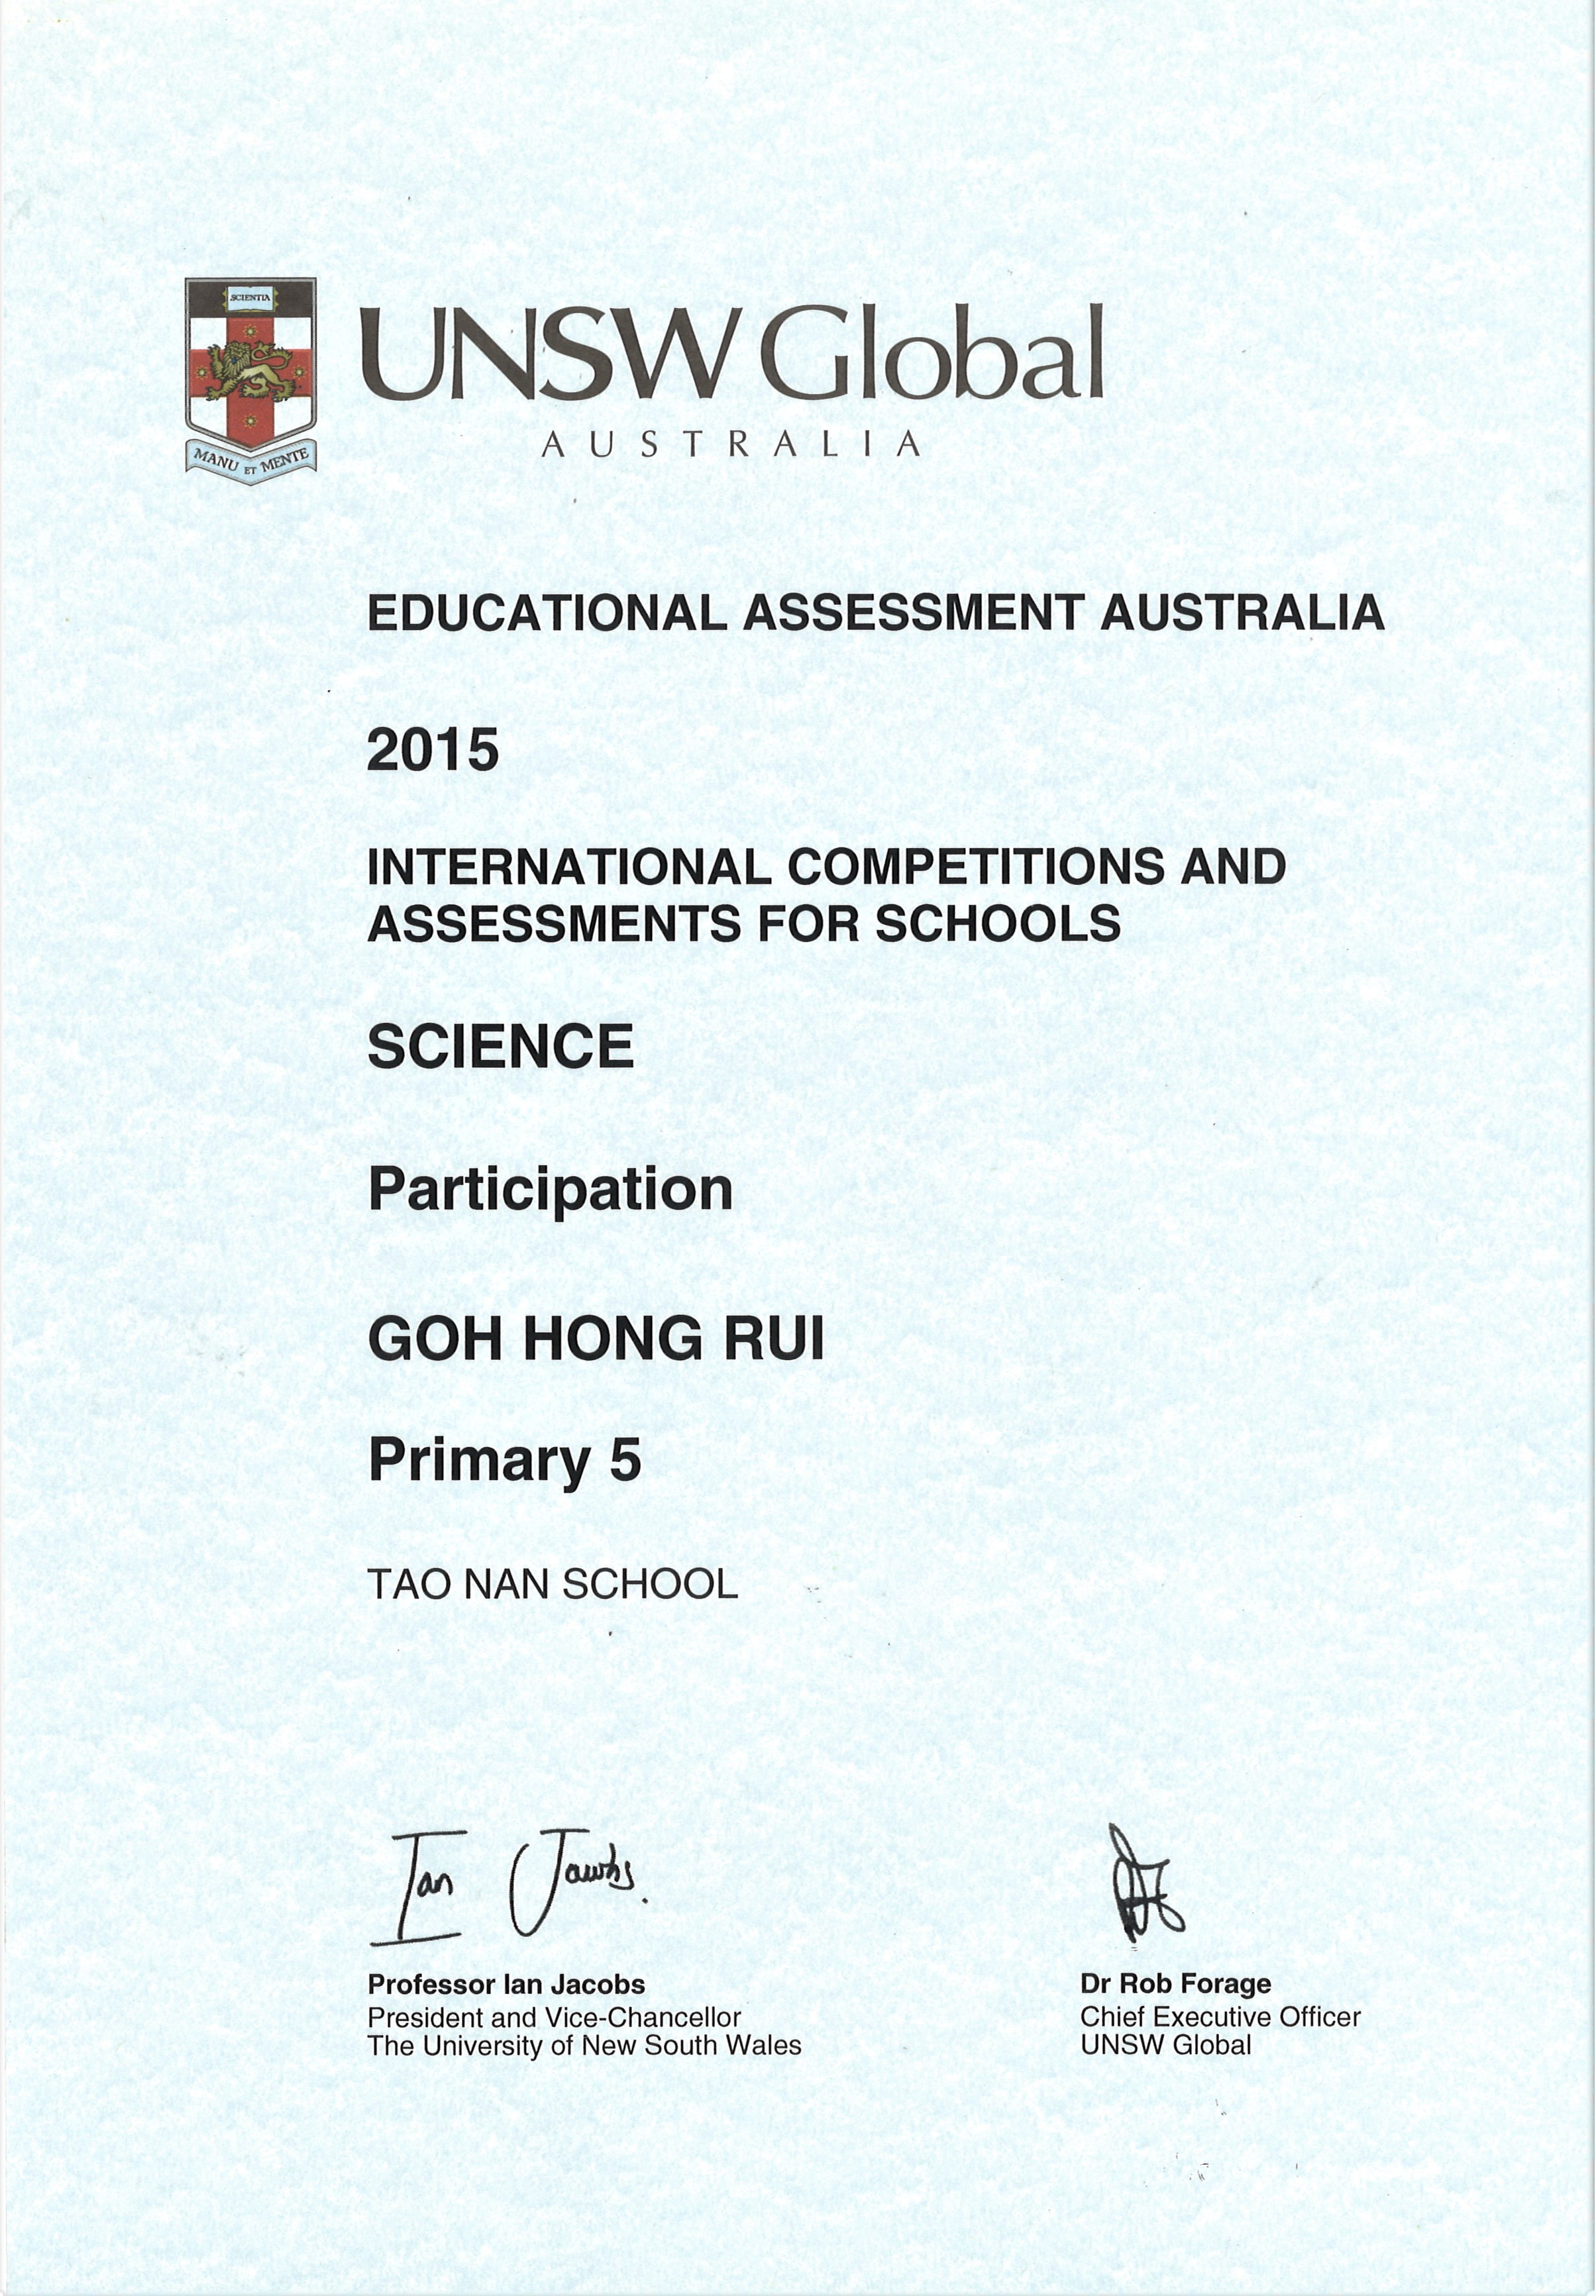 SCIENTIA
MANU ET MENTE
UNSW Global
AUSTRALIA
EDUCATIONAL ASSESSMENT AUSTRALIA
2015
INTERNATIONAL COMPETITIONS AND
ASSESSMENTS FOR SCHOOLS
SCIENCE
Participation
GOH HONG RUI
Primary 5
TAO NAN SCHOOL
Ian Jacobs.
Professor Ian Jacobs
President and Vice-Chancellor
The University of New South Wales
Dr Rob Forage
Chief Executive Officer
UNSW Global